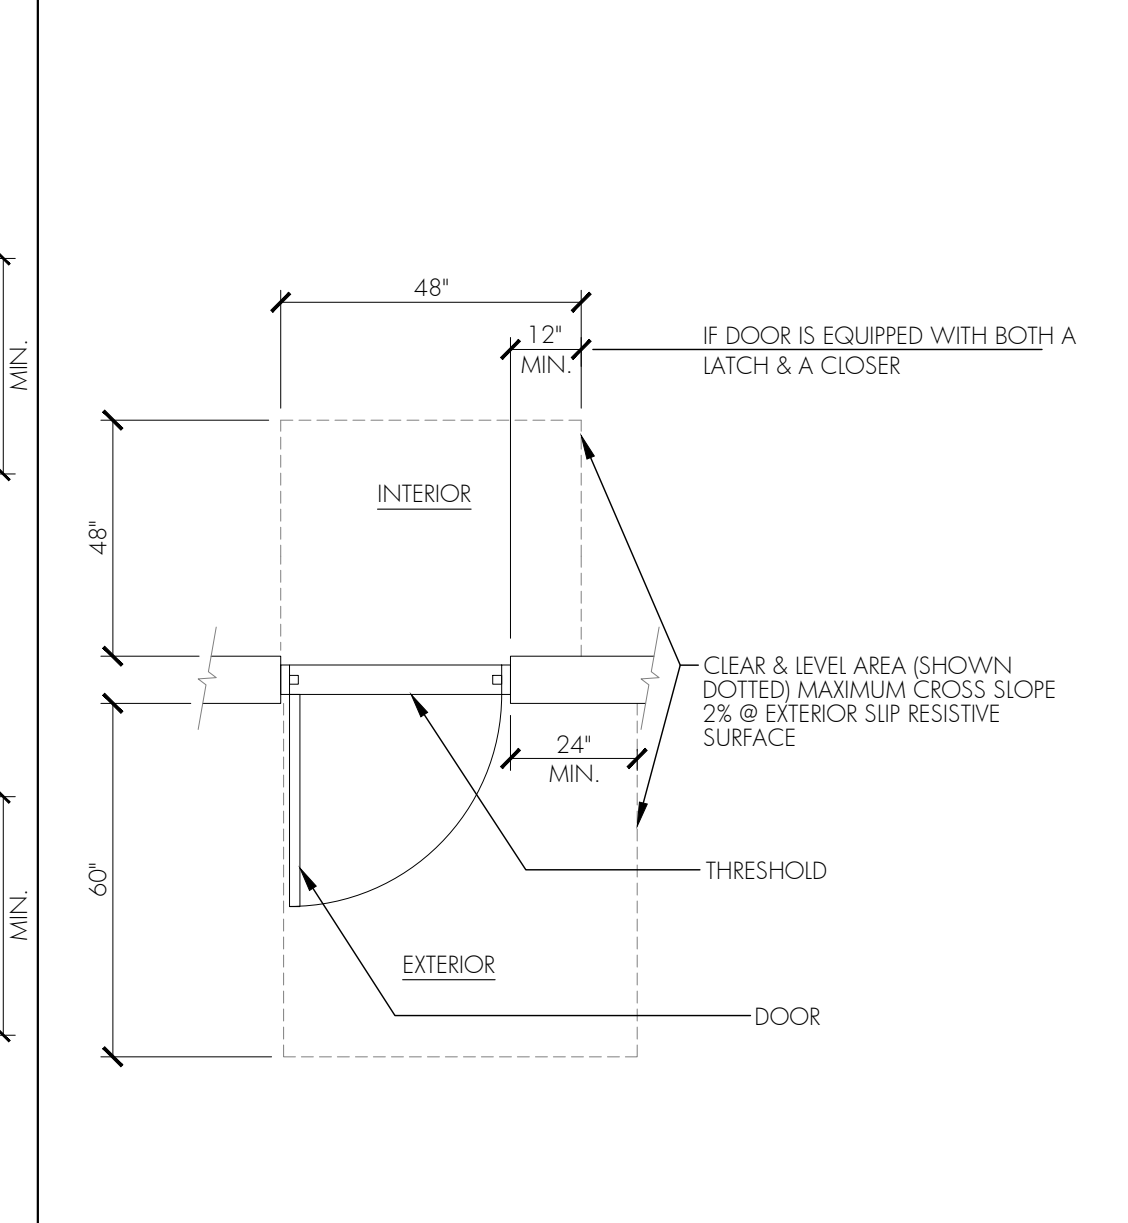 48"
12"
MIN.
IF DOOR IS EQUIPPED WITH BOTH A
LATCH & A CLOSER
MIN.
INTERIOR
48"
CLEAR & LEVEL AREA (SHOWN
DOTTED) MAXIMUM CROSS SLOPE
2% @ EXTERIOR SLIP RESISTIVE
SURFACE
24"
MIN.
THRESHOLD
60"
MIN.
EXTERIOR
DOOR